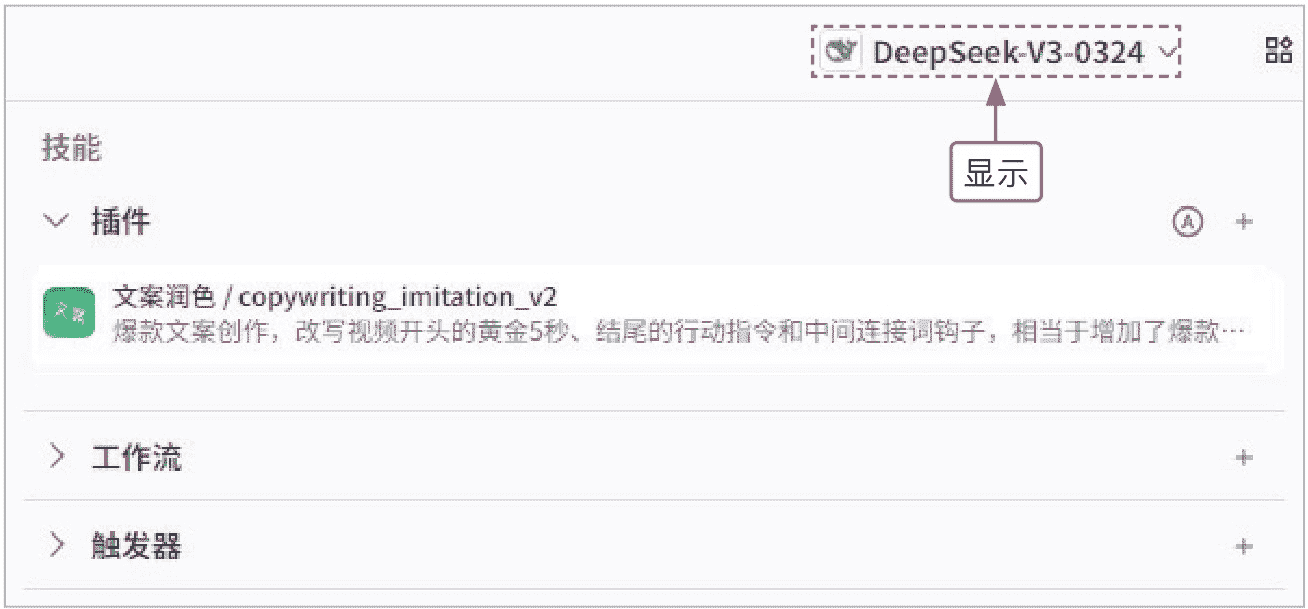 DeepSeek-V3-0324
显示
技能
插件
文案润色 / copywriting_imitation_v2
爆款文案创作，改写视频开头的黄金5秒、结尾的行动指令和中间连接词钩子，相当于增加了爆款…
工作流
触发器